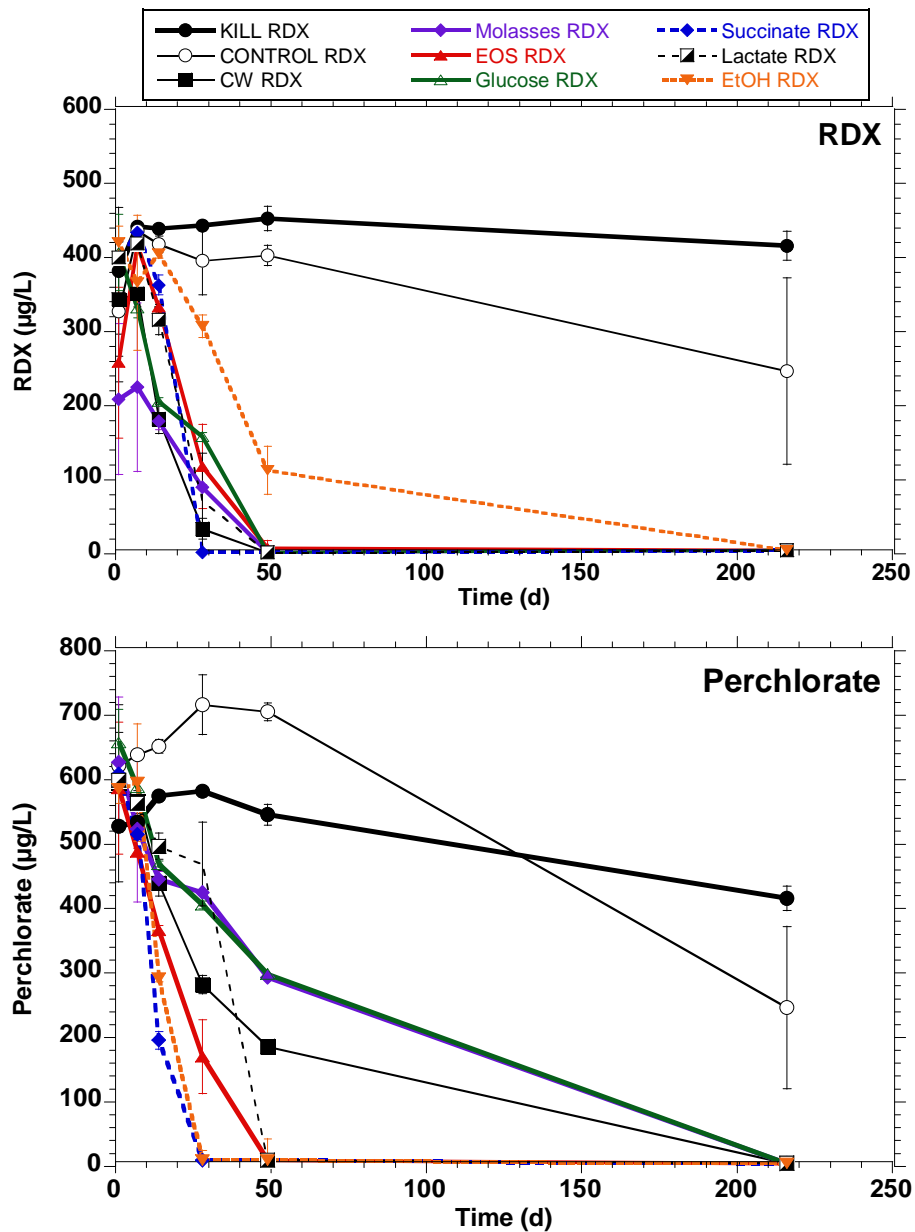 KILL RDX Molasses RDX Succinate RDX
CONTROL RDX EOS RDX Lactate RDX
CW RDX Glucose RDX EtOH RDX
RDX
600
500
400
300
200
100
0
RDX (µg/L)
0 50 100 150 200 250
Time (d)
Perchlorate
800
700
600
500
400
300
200
100
0
Perchlorate (µg/L)
0 50 100 150 200 250
Time (d)